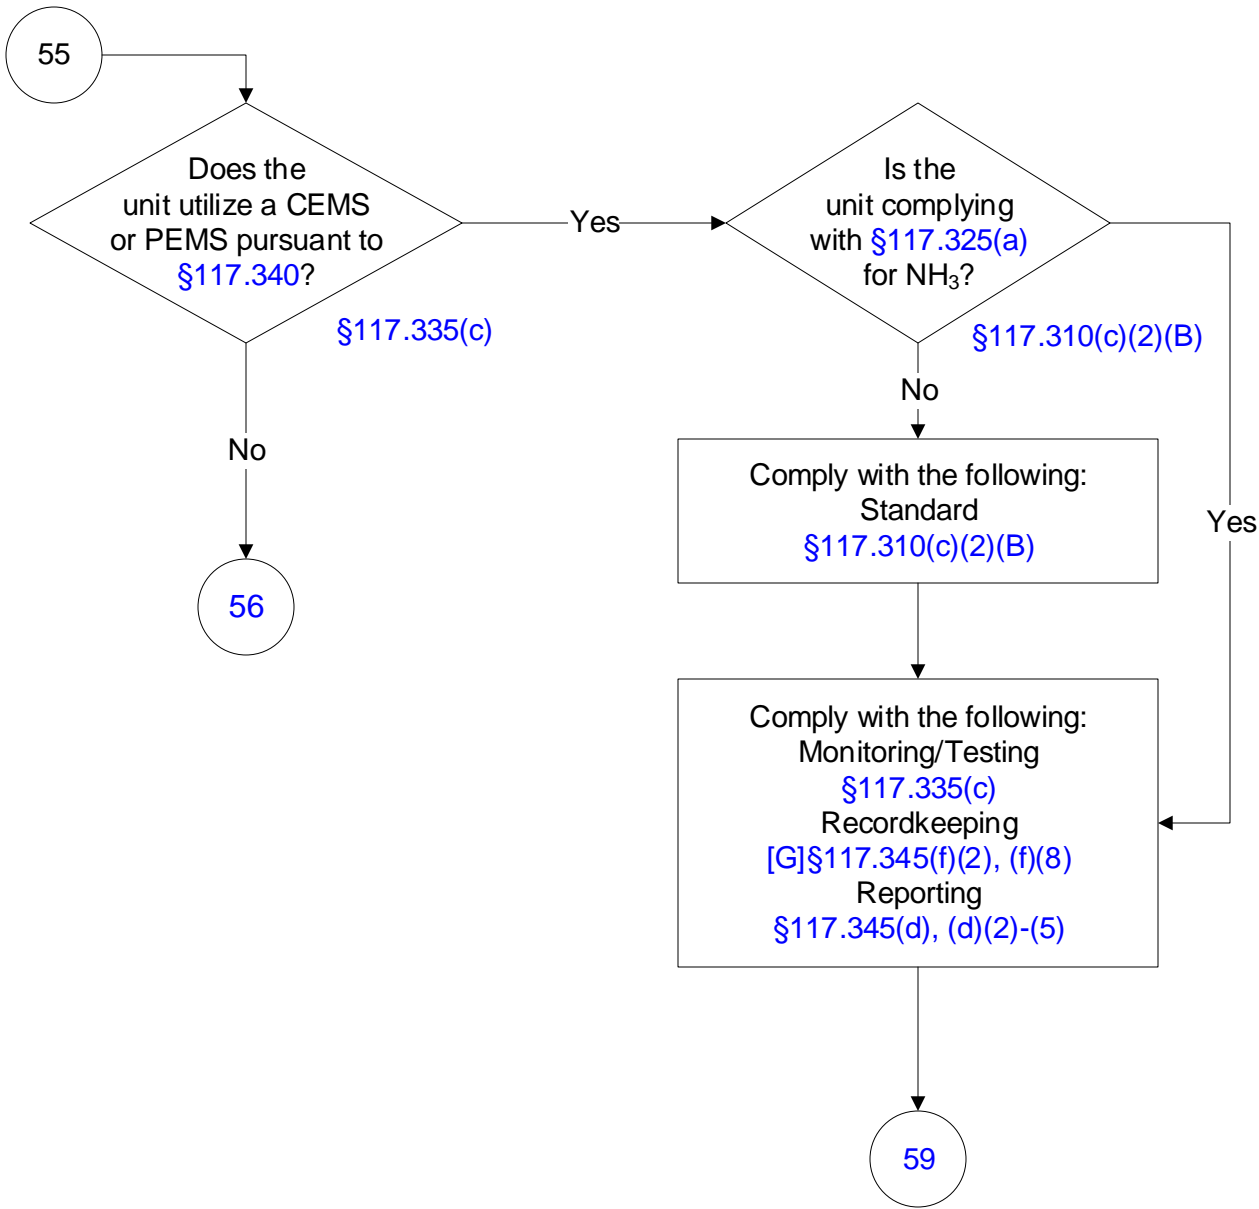 55
Does the
unit utilize a CEMS
or PEMS pursuant to
§117.340?
§117.335(c)
Yes
No
56
Is the
unit complying
with §117.325(a)
for NH₃?
§117.310(c)(2)(B)
No
Yes
Comply with the following:
Standard
§117.310(c)(2)(B)
Comply with the following:
Monitoring/Testing
§117.335(c)
Recordkeeping
[G]§117.345(f)(2), (f)(8)
Reporting
§117.345(d), (d)(2)-(5)
59